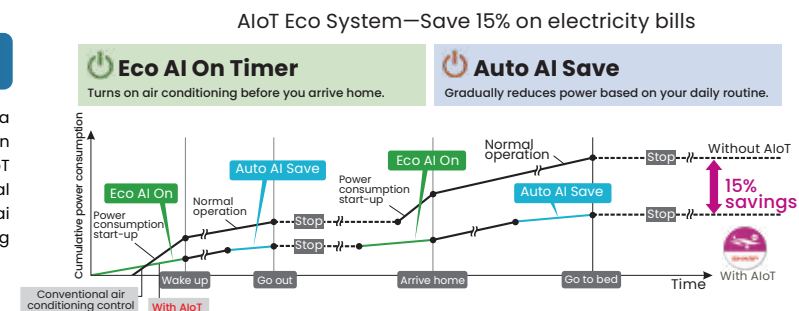 AIoT Eco System—Save 15% on electricity bills
Eco AI On Timer
Turns on air conditioning before you arrive home.
Auto AI Save
Gradually reduces power based on your daily routine.
a
n
T
al
ai
g
Cumulative power consumption
Eco AI On
Power
consumption
start-up
Normal
operation
Auto AI Save
Stop
Stop
Power
consumption
start-up
Eco AI On
Normal
operation
Auto AI Save
Stop
Without AIoT
15%
savings
Stop
With AIoT
Wake up
Go out
Arrive home
Go to bed
Time
Conventional air
conditioning control
With AIoT